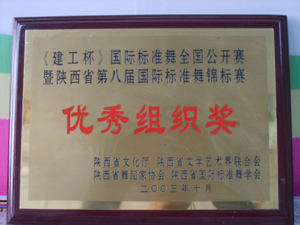 《建工杯》国际标准舞全国公开赛
暨陕西省第八届国际标准舞锦标赛
优秀组织奖
陕西省文化厅 陕西省文学艺术界联合会
陕西省舞蹈家协会 陕西省国际标准舞学会
二〇〇三年十月